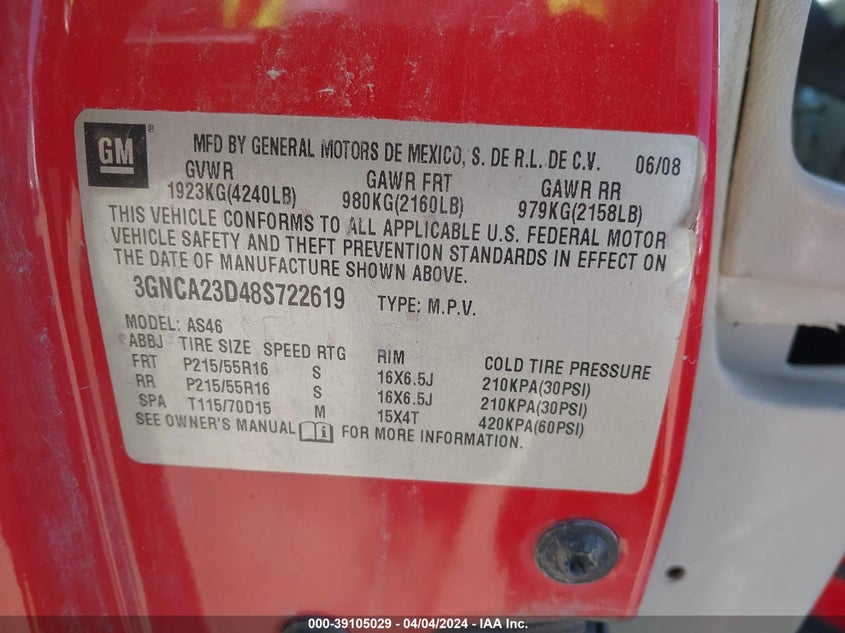 GM ® MFD BY GENERAL MOTORS DE MEXICO, S. DE R.L. DE C.V. 06/08
GVWR GAWR FRT GAWR RR
1923KG(4240LB) 980KG(2160LB) 979KG(2158LB)
THIS VEHICLE CONFORMS TO ALL APPLICABLE U.S. FEDERAL MOTOR
VEHICLE SAFETY AND THEFT PREVENTION STANDARDS IN EFFECT ON
THE DATE OF MANUFACTURE SHOWN ABOVE.
3GNCA23D48S722619 TYPE: M.P.V.
MODEL: AS46
ABBJ TIRE SIZE SPEED RTG RIM COLD TIRE PRESSURE
FRT P215/55R16 S 16X6.5J 210KPA(30PSI)
RR P215/55R16 S 16X6.5J 210KPA(30PSI)
SPA T115/70D15 M 15X4T 420KPA(60PSI)
SEE OWNER'S MANUAL FOR MORE INFORMATION.
000-39105029 - 04/04/2024 - IAA Inc.